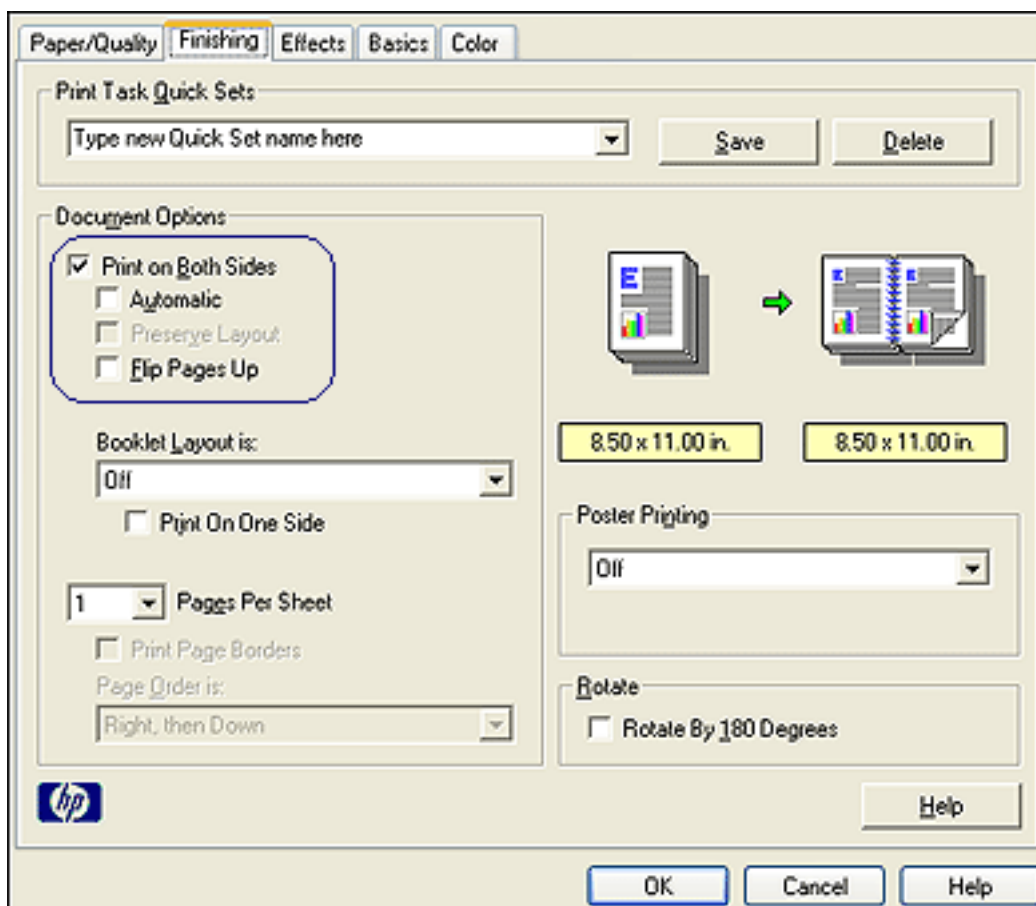 Paper/Quality Finishing Effects Basics Color
Print Task Quick Sets
Type new Quick Set name here Save Delete
Document Options
Print on Both Sides
Automatic
Preserve Layout
Flip Pages Up
E E E
8.50 x 11.00 in. 8.50 x 11.00 in.
Booklet Layout is:
Off
Print On One Side
Poster Printing
Off
1 Pages Per Sheet
Print Page Borders
Page Order is:
Right, then Down
Rotate
Rotate By 180 Degrees
hp
Help
OK Cancel Help